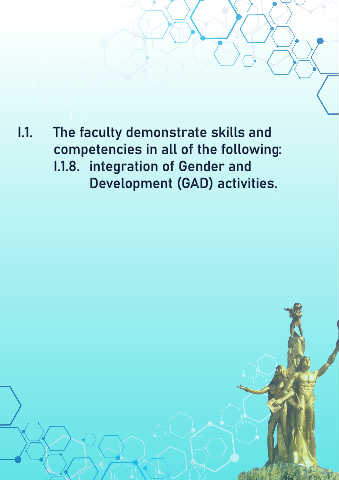 I.1. The faculty demonstrate skills and
competencies in all of the following:
I.1.8. integration of Gender and
Development (GAD) activities.